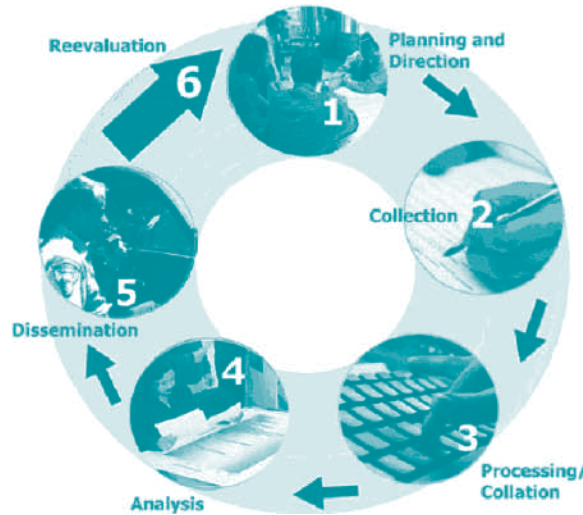 Reevaluation
6
1
Planning and
Direction
Collection
2
3
Processing/
Collation
4
Analysis
5
Dissemination